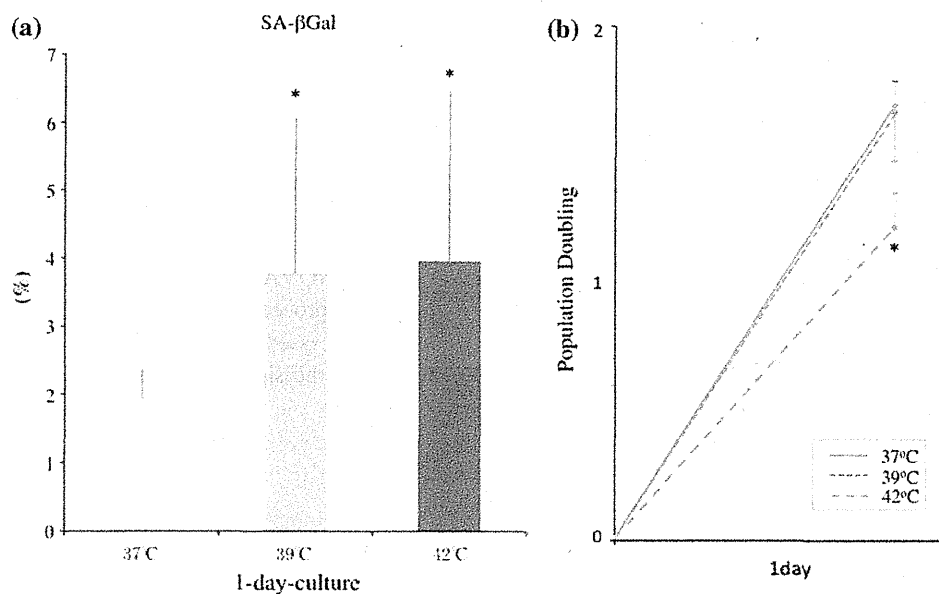 (a)
SA-βGal
7
*
*
6
5
4
(%)
3
2
1
0
37°C
39°C
42°C
1-day-culture
(b)
2
Population Doubling
1
*
37°C
39°C
42°C
0
1day